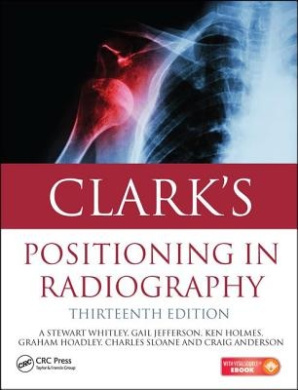 CLARK'S
POSITIONING IN
RADIOGRAPHY
THIRTEENTH EDITION
A STEWART WHITLEY, GAIL JEFFERSON, KEN HOLMES,
GRAHAM HOADLEY, CHARLES SLOANE AND CRAIG ANDERSON
CRC Press
Taylor & Francis Group
EBOOK